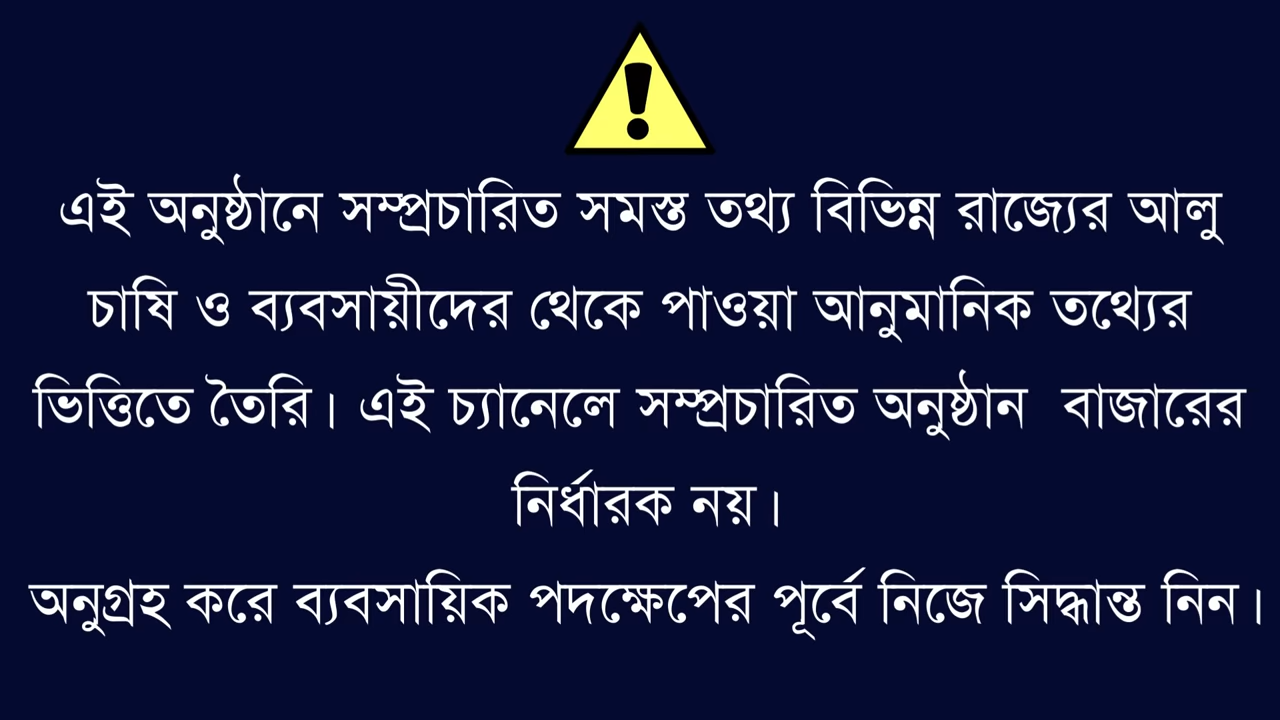 এই অনুষ্ঠানে সম্প্রচারিত সমস্ত তথ্য বিভিন্ন রাজ্যের আলু
চাষি ও ব্যবসায়ীদের থেকে পাওয়া আনুমানিক তথ্যের
ভিত্তিতে তৈরি। এই চ্যানেলে সম্প্রচারিত অনুষ্ঠান বাজারের
নির্ধারক নয়।
অনুগ্রহ করে ব্যবসায়িক পদক্ষেপের পূর্বে নিজে সিদ্ধান্ত নিন।